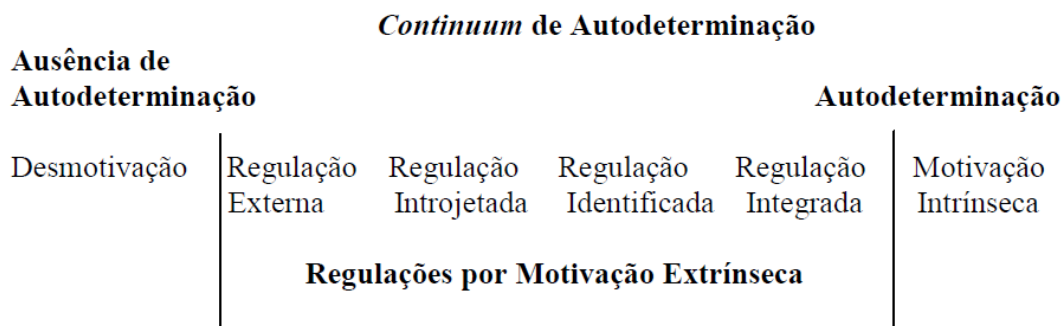 Continuum de Autodeterminação
Ausência de
Autodeterminação Autodeterminação
Desmotivação Regulação Regulação Regulação Regulação Motivação
Externa Introjetada Identificada Integrada Intrínseca
Regulações por Motivação Extrínseca